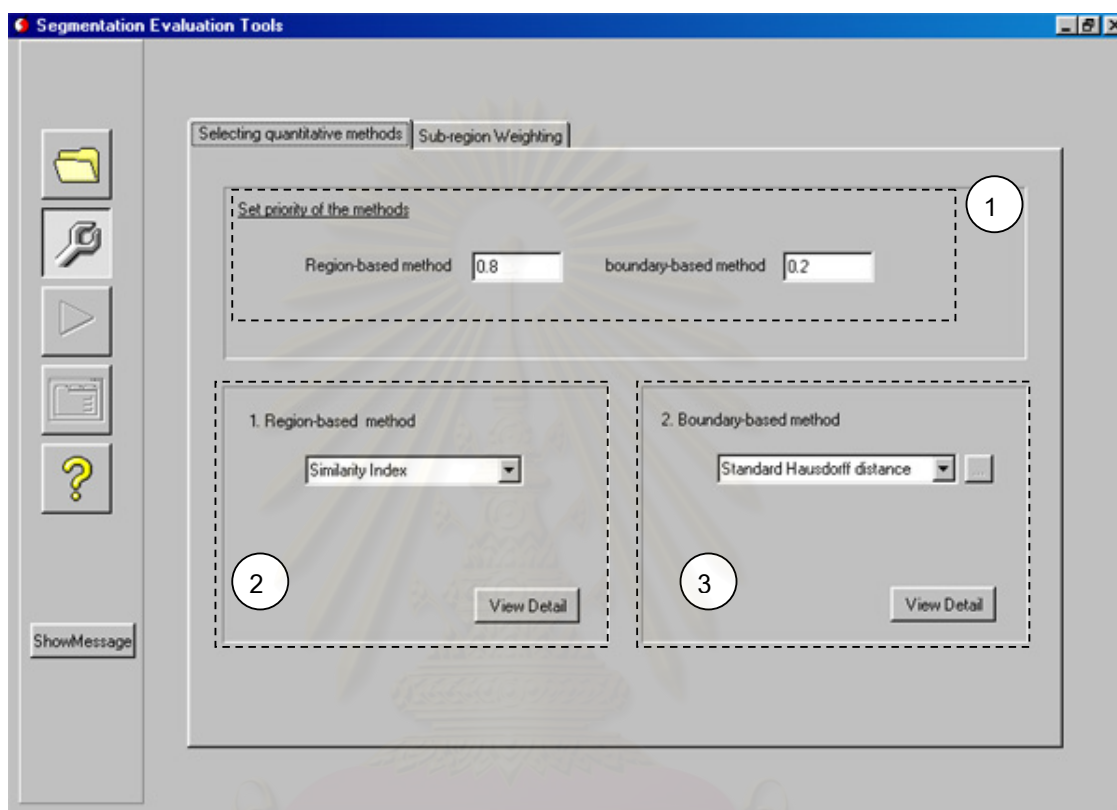 Segmentation Evaluation Tools
Selecting quantitative methods
Sub-region Weighting
Set priority of the methods
1
Region-based method 0.8 boundary-based method 0.2
1. Region-based method
Similarity Index
2
View Detail
2. Boundary-based method
Standard Hausdorff distance ...
3
View Detail
ShowMessage